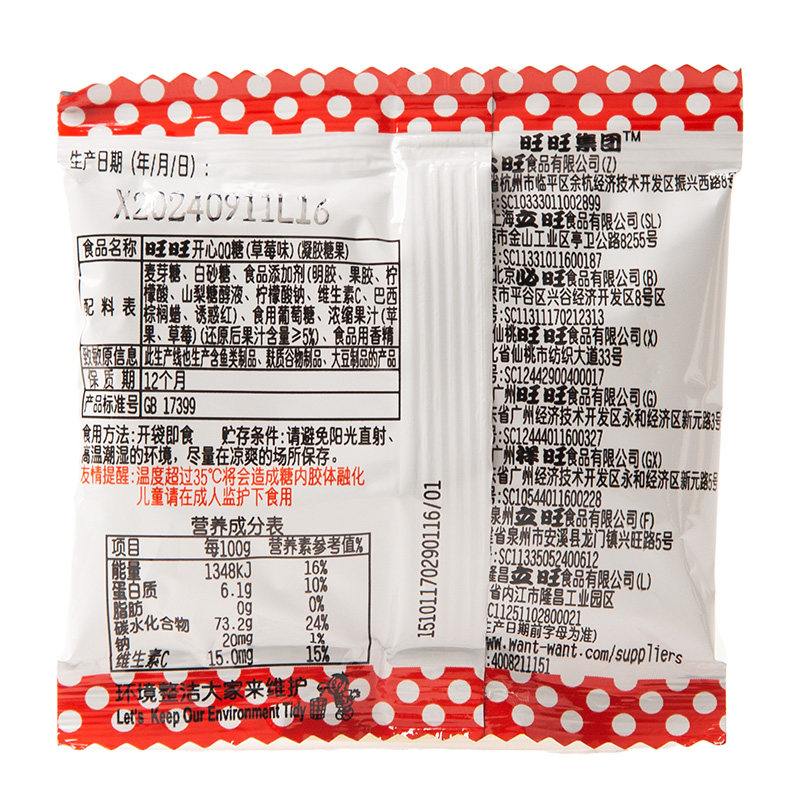 生产日期 (年/月/日) :
X20240911L16
食品名称 旺旺开心QQ糖(草莓味)(凝胶糖果)
配料表 麦芽糖、白砂糖、食品添加剂(明胶、果胶、柠
檬酸、山梨糖醇液、柠檬酸钠、维生素C、巴西
棕榈蜡、诱惑红)、食用葡萄糖、浓缩果汁(苹
果、草莓)(还原后果汁含量≥5%)、食品用香精
致敏原信息 此生产线也生产含鱼类制品、麸质谷物制品、大豆制品的产品
保质期 12个月
产品标准号 GB 17399
食用方法:开袋即食 贮存条件:请避免阳光直射、
高温潮湿的环境,尽量在凉爽的场所保存。
友情提醒:温度超过35℃将会造成糖内胶体融化
儿童请在成人监护下食用
营养成分表
项目 每100g 营养素参考值%
能量 1348kJ 16%
蛋白质 6.1g 10%
脂肪 0g 0%
碳水化合物 73.2g 24%
钠 20mg 1%
维生素C 15.0mg 15%
环境整洁大家来维护
Let's Keep Our Environment Tidy
15101170290116/01
旺旺集团™
立旺食品有限公司(Z)
省杭州市临平区余杭经济技术开发区振兴西路8号
:SC10333011002899
上海立旺食品有限公司(SL)
海市金山工业区亭卫公路8255号
:SC11331011600187
北京必旺食品有限公司(B)
市平谷区兴谷经济开发区8号区
:SC11311170212313
仙桃旺旺食品有限公司(X)
北省仙桃市纺织大道33号
:SC12442900400017
广州旺旺食品有限公司(G)
东省广州经济技术开发区永和经济区新元路3号
:SC12444011600327
广州祥旺食品有限公司(GX)
省广州经济技术开发区永和经济区新元路5号
:SC10544011600228
泉州立旺食品有限公司(F)
建省泉州市安溪县龙门镇兴旺路5号
:SC11335052400612
隆昌立旺食品有限公司(L)
省内江市隆昌工业园区
SC11251102800021
生产日期前字母为准)
www.want-want.com/suppliers
:4008211151